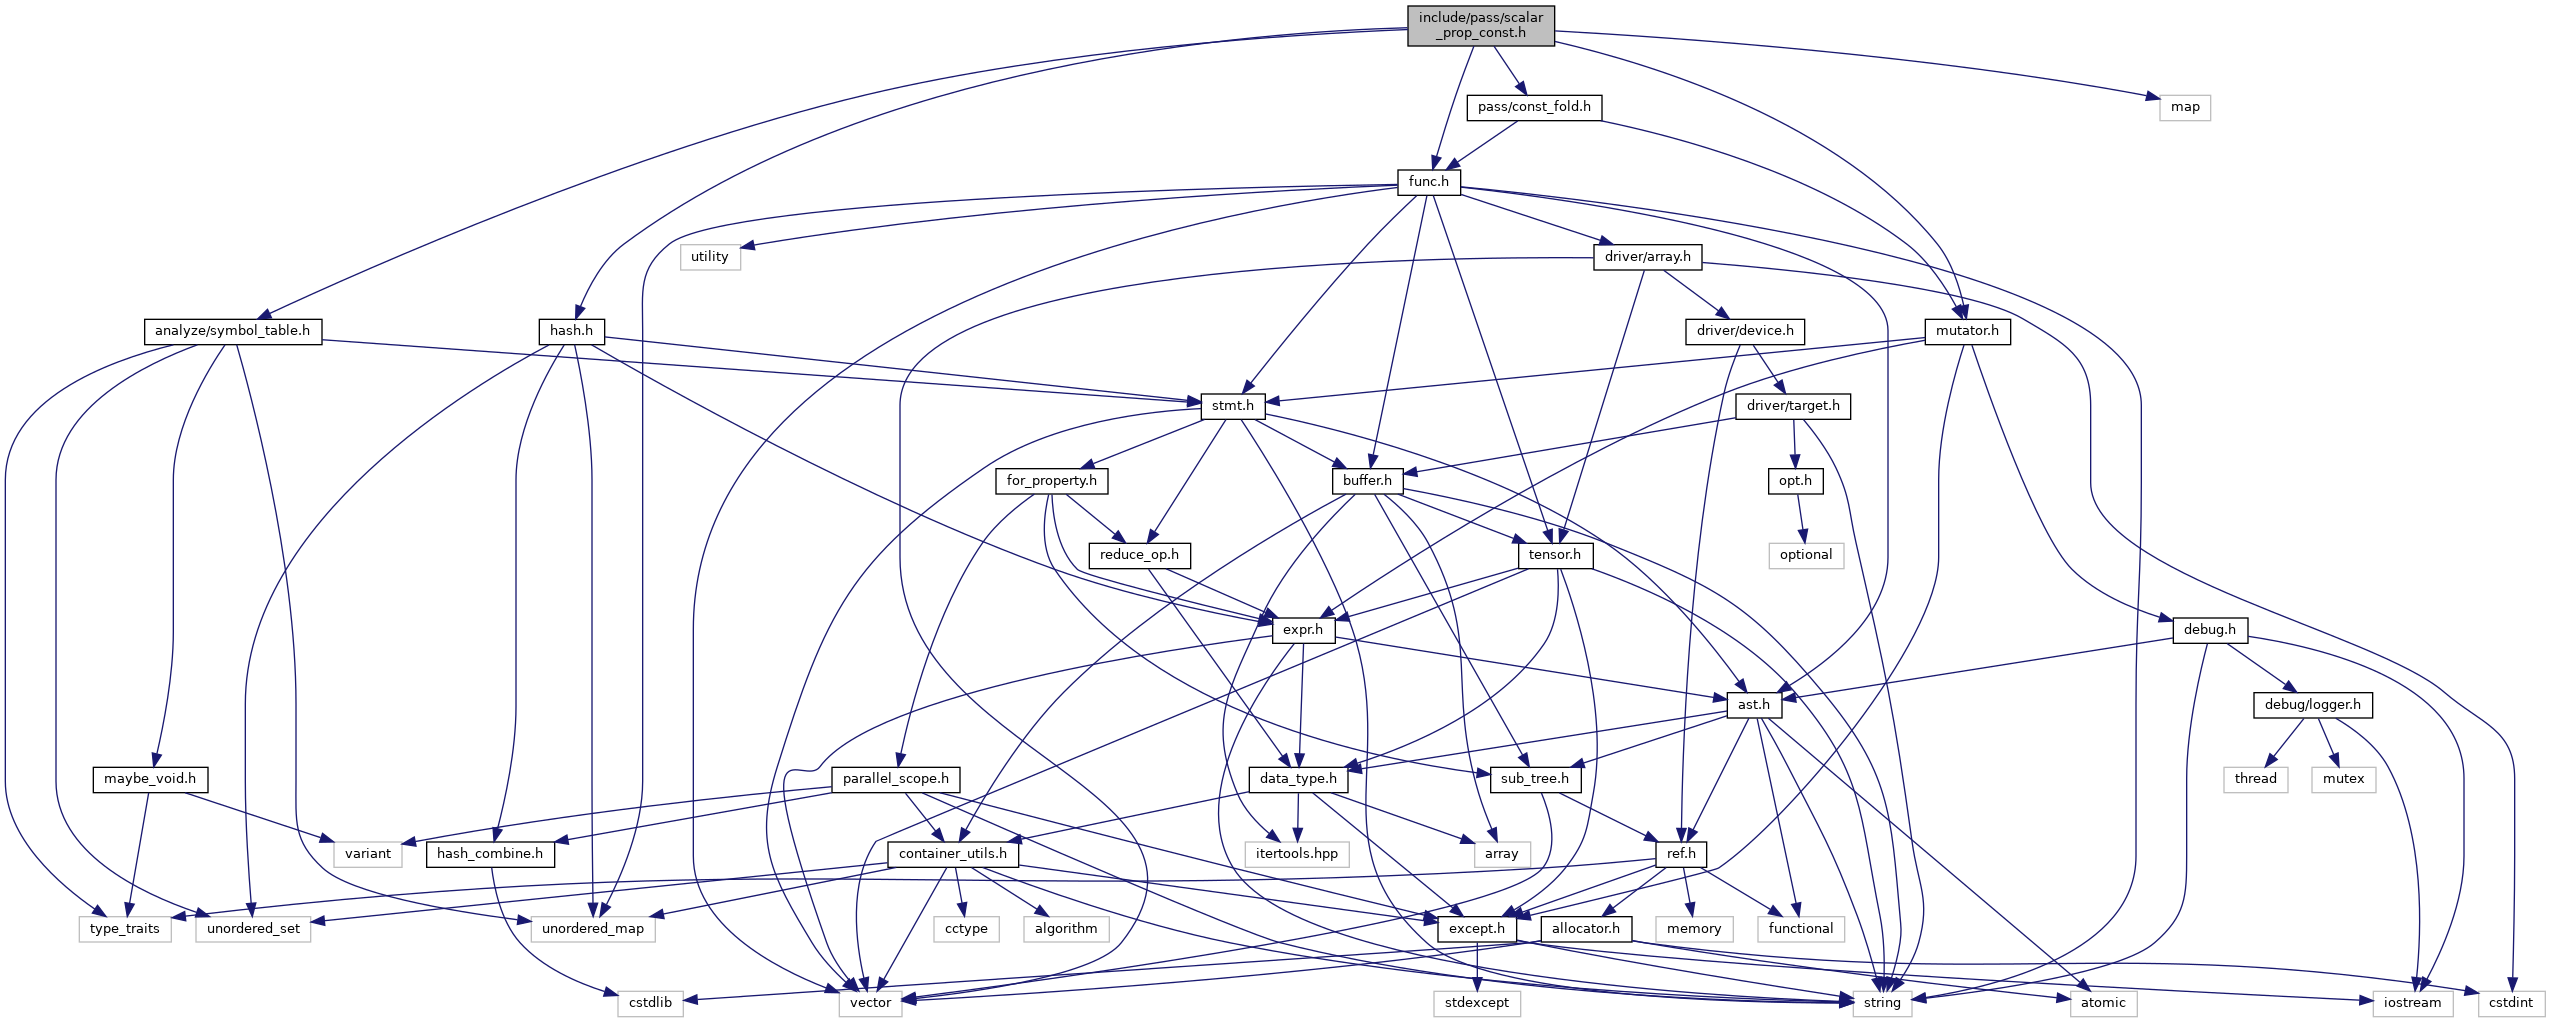 include/pass/scalar
_prop_const.h
pass/const_fold.h
map
func.h
utility
driver/array.h
analyze/symbol_table.h
hash.h
driver/device.h
mutator.h
stmt.h
driver/target.h
for_property.h
buffer.h
opt.h
reduce_op.h
tensor.h
optional
expr.h
debug.h
ast.h
debug/logger.h
maybe_void.h
parallel_scope.h
data_type.h
sub_tree.h
thread
mutex
variant
hash_combine.h
container_utils.h
itertools.hpp
array
ref.h
type_traits
unordered_set
unordered_map
cctype
algorithm
except.h
allocator.h
memory
functional
cstdlib
vector
stdexcept
string
atomic
iostream
cstdint